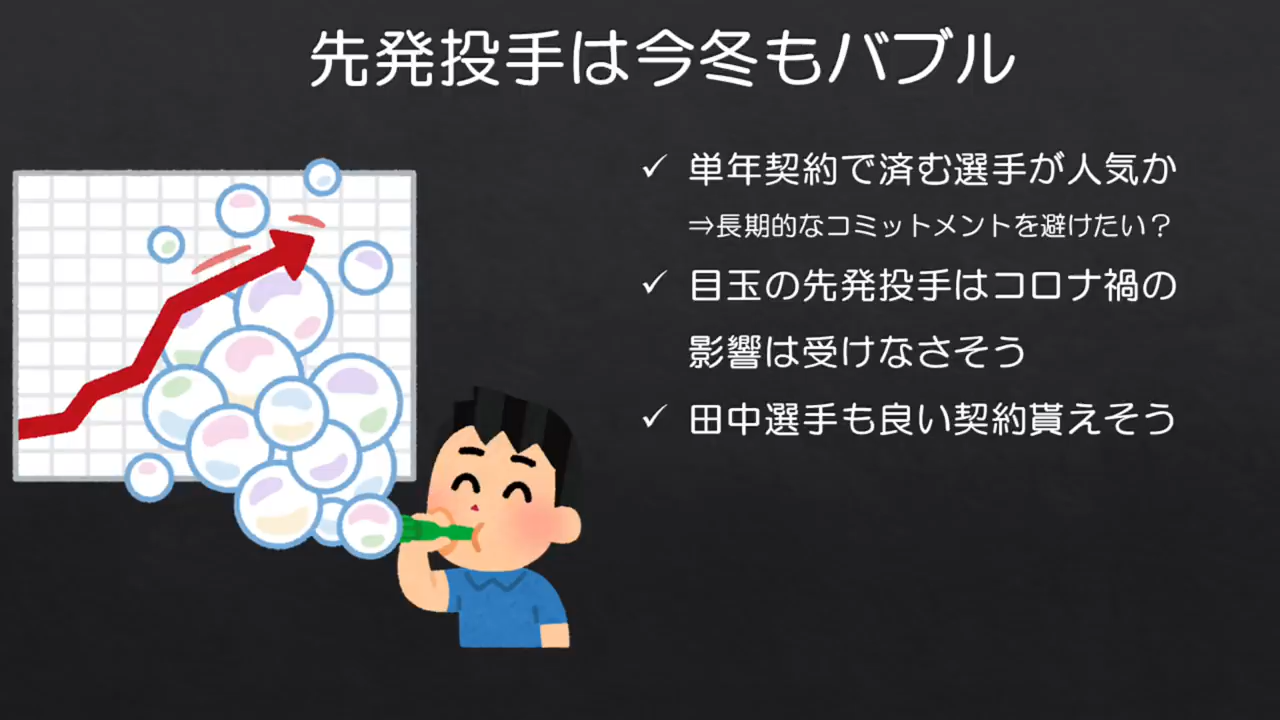 先発投手は今冬もバブル
✓ 単年契約で済む選手が人気か
⇒長期的なコミットメントを避けたい？
✓ 目玉の先発投手はコロナ禍の
影響は受けなさそう
✓ 田中選手も良い契約貰えそう